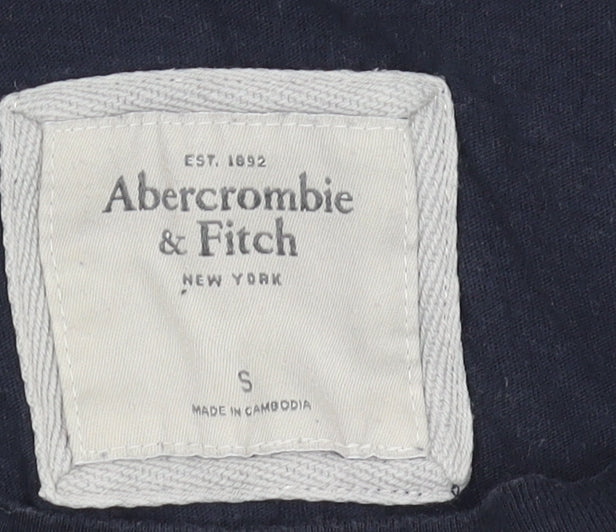 EST. 1892
Abercrombie
& Fitch
NEW YORK
S
MADE IN CAMBODIA